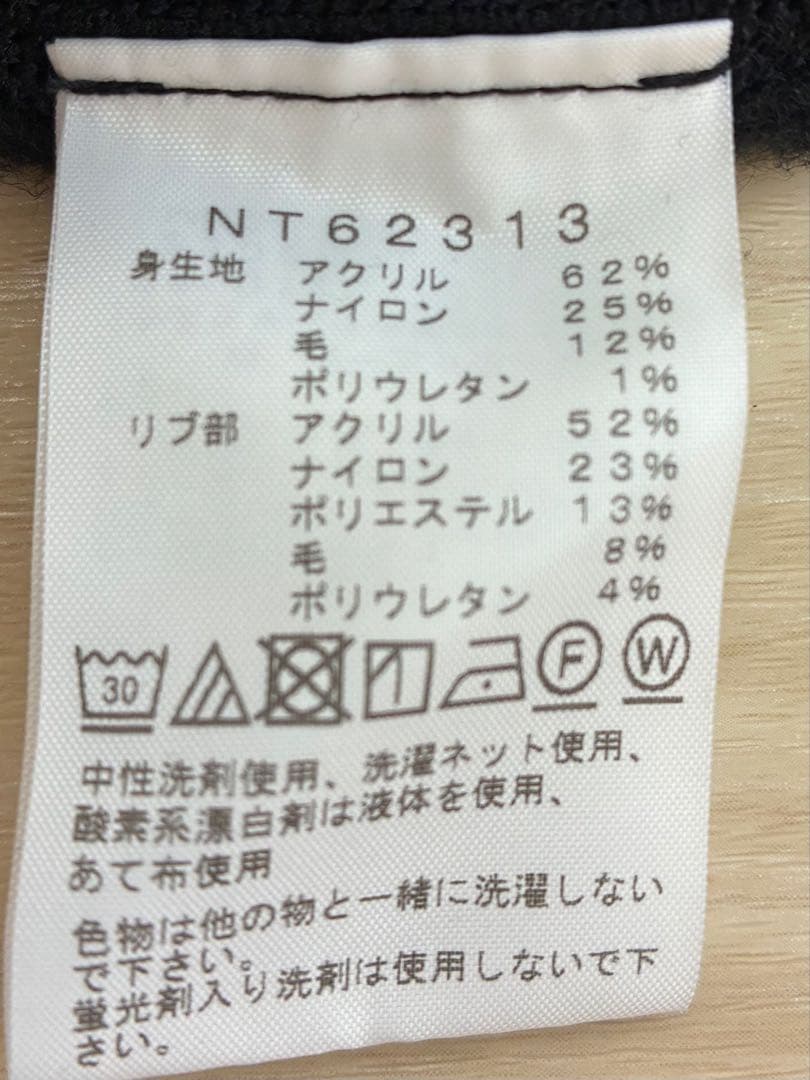 NT62313
身生地 アクリル 62%
ナイロン 25%
毛 12%
ポリウレタン 1%
リブ部 アクリル 52%
ナイロン 23%
ポリエステル 13%
毛 8%
ポリウレタン 4%
30 F W
中性洗剤使用、洗濯ネット使用、
酸素系漂白剤は液体を使用、
あて布使用
色物は他の物と一緒に洗濯しない
で下さい。
蛍光剤入り洗剤は使用しないで下
さい。